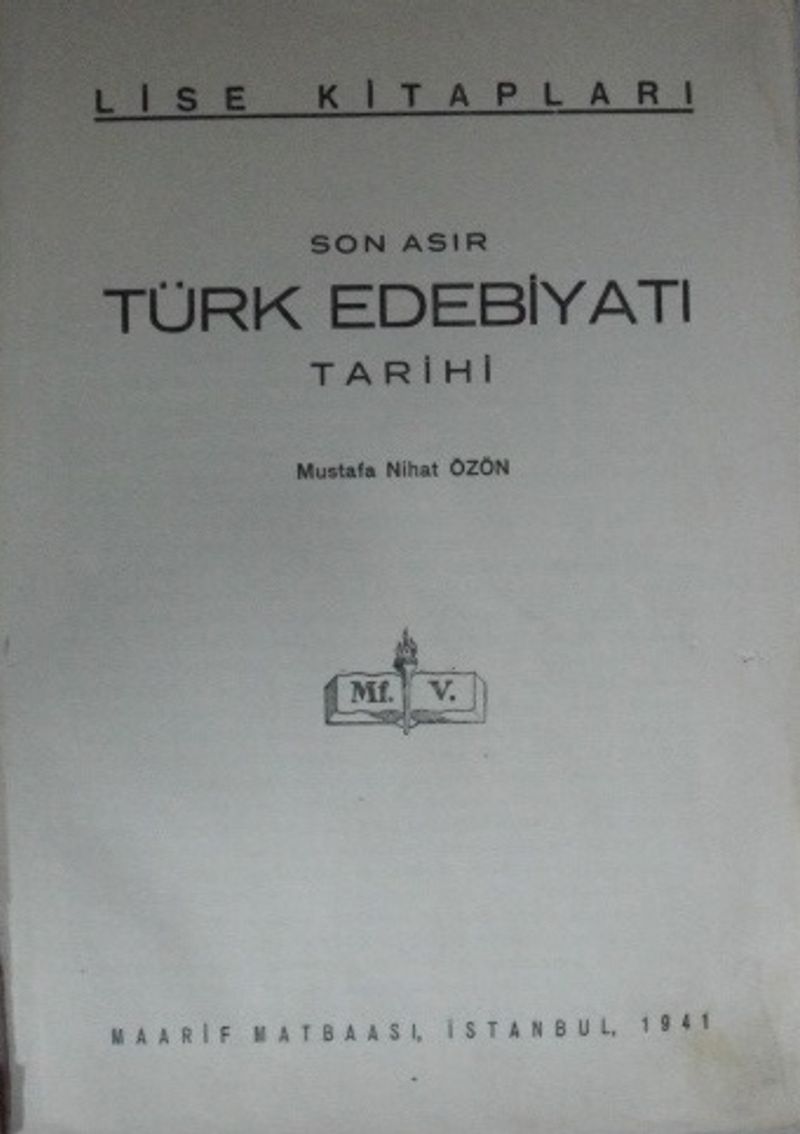 LİSE KİTAPLARI
SON ASIR
TÜRK EDEBİYATI
TARİHİ
Mustafa Nihat ÖZÖN
Mf. V.
MAARİF MATBAASI, İSTANBUL, 1941